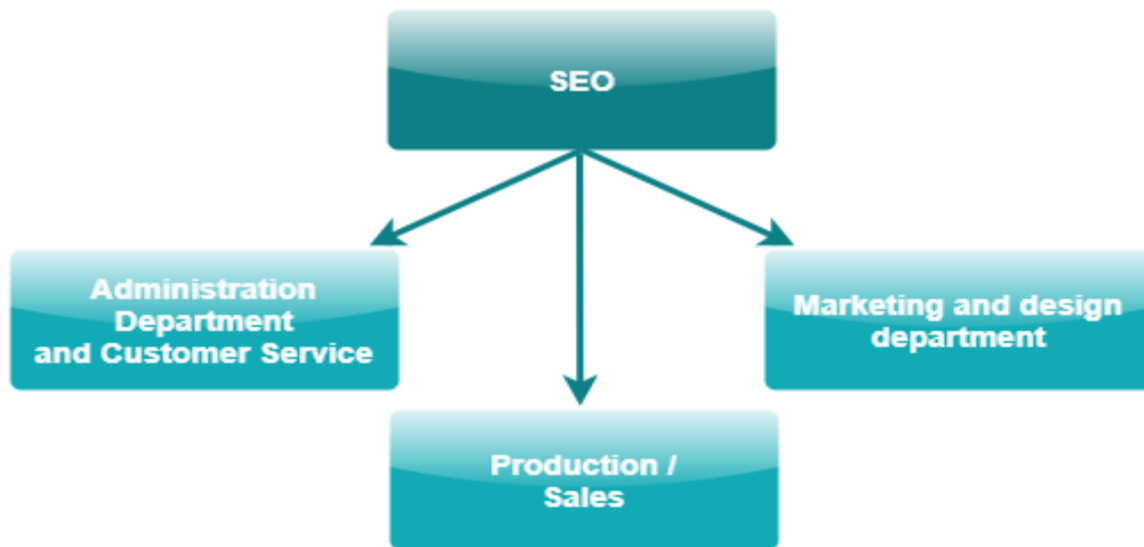 SEO
Administration
Department
and Customer Service
Marketing and design
department
Production /
Sales